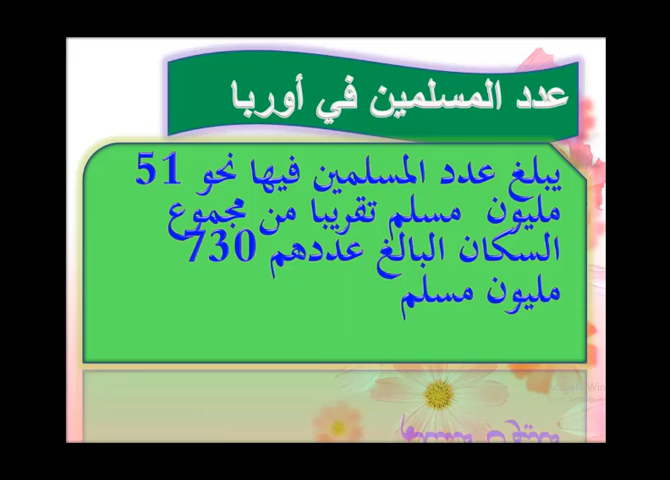 عدد المسلمين في أوربا
يبلغ عدد المسلمين فيها نحو 51
مليون مسلم تقريبا من مجموع
السكان البالغ عددهم 730
مليون مسلم